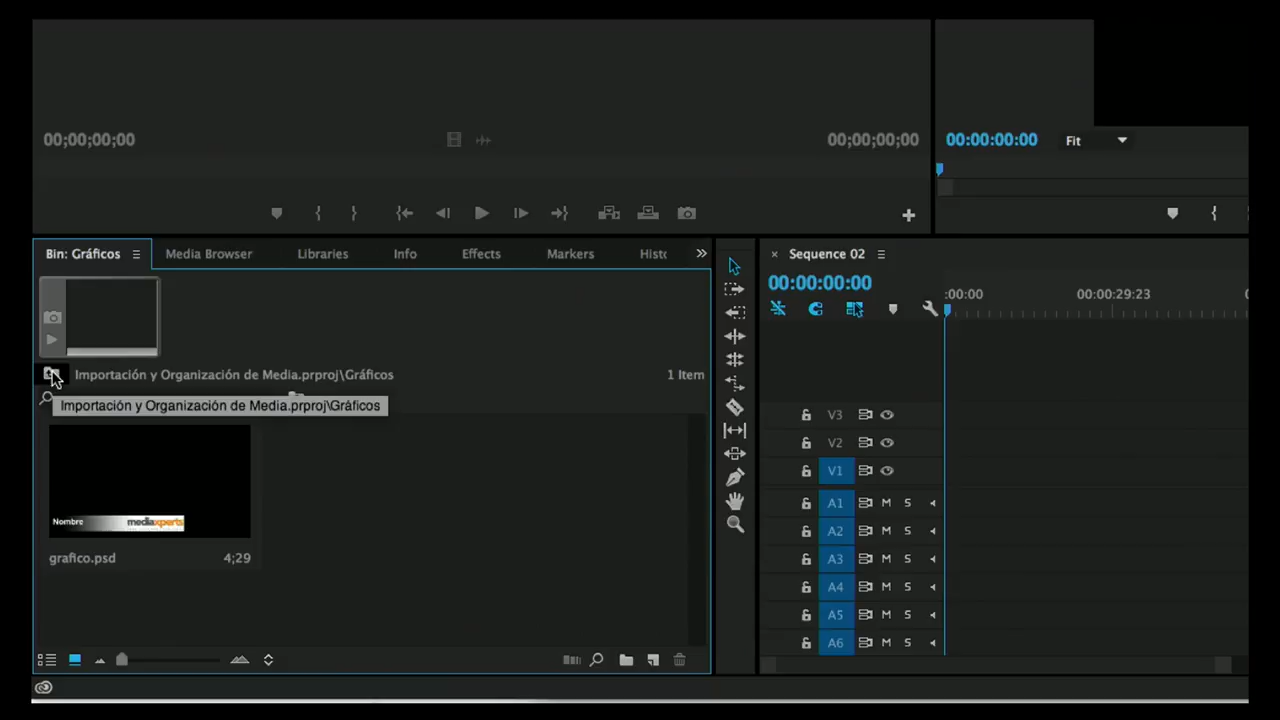 00;00;00;00
00;00;00;00
00:00:00:00
Fit
Bin: Gráficos
Media Browser
Libraries
Info
Effects
Markers
Histo
Sequence 02
00:00:00:00
:00:00
00:00:29:23
Importación y Organización de Media.prproj\Gráficos
1 Item
Importación y Organización de Media.prproj\Gráficos
Nombre
mediaxperts
grafico.psd
4;29
V3
V2
V1
A1 M S
A2 M S
A3 M S
A4 M S
A5 M S
A6 M S